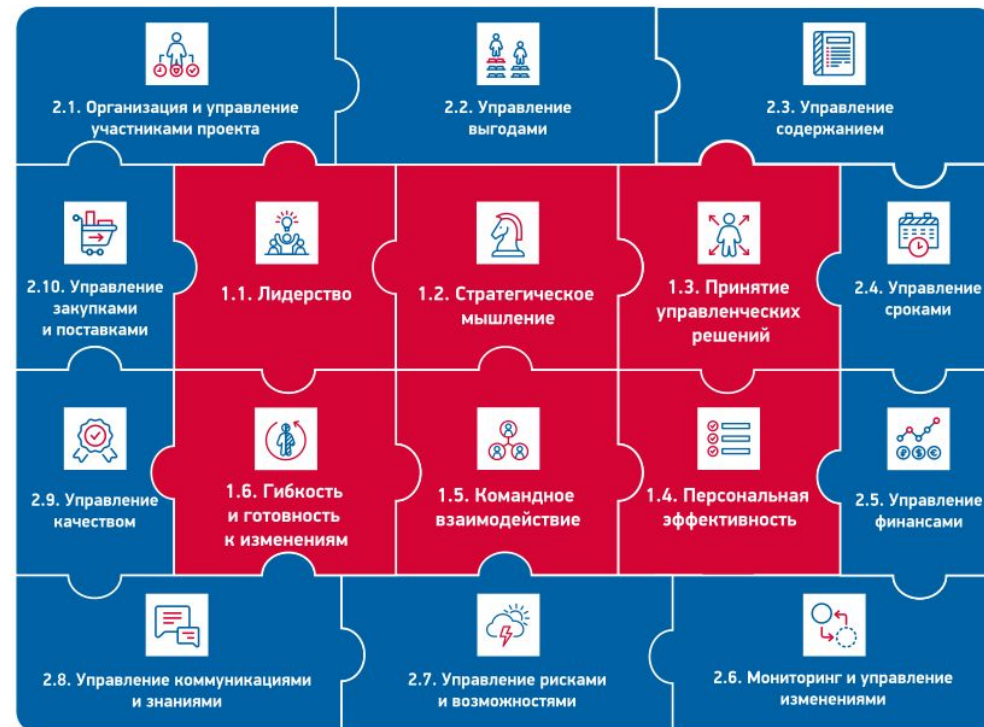 2.1. Организация и управление
участниками проекта
2.2. Управление
выгодами
2.3. Управление
содержанием
2.10. Управление
закупками
и поставками
1.1. Лидерство
1.2. Стратегическое
мышление
1.3. Принятие
управленческих
решений
2.4. Управление
сроками
2.9. Управление
качеством
1.6. Гибкость
и готовность
к изменениям
1.5. Командное
взаимодействие
1.4. Персональная
эффективность
2.5. Управление
финансами
2.8. Управление коммуникациями
и знаниями
2.7. Управление рисками
и возможностями
2.6. Мониторинг и управление
изменениями